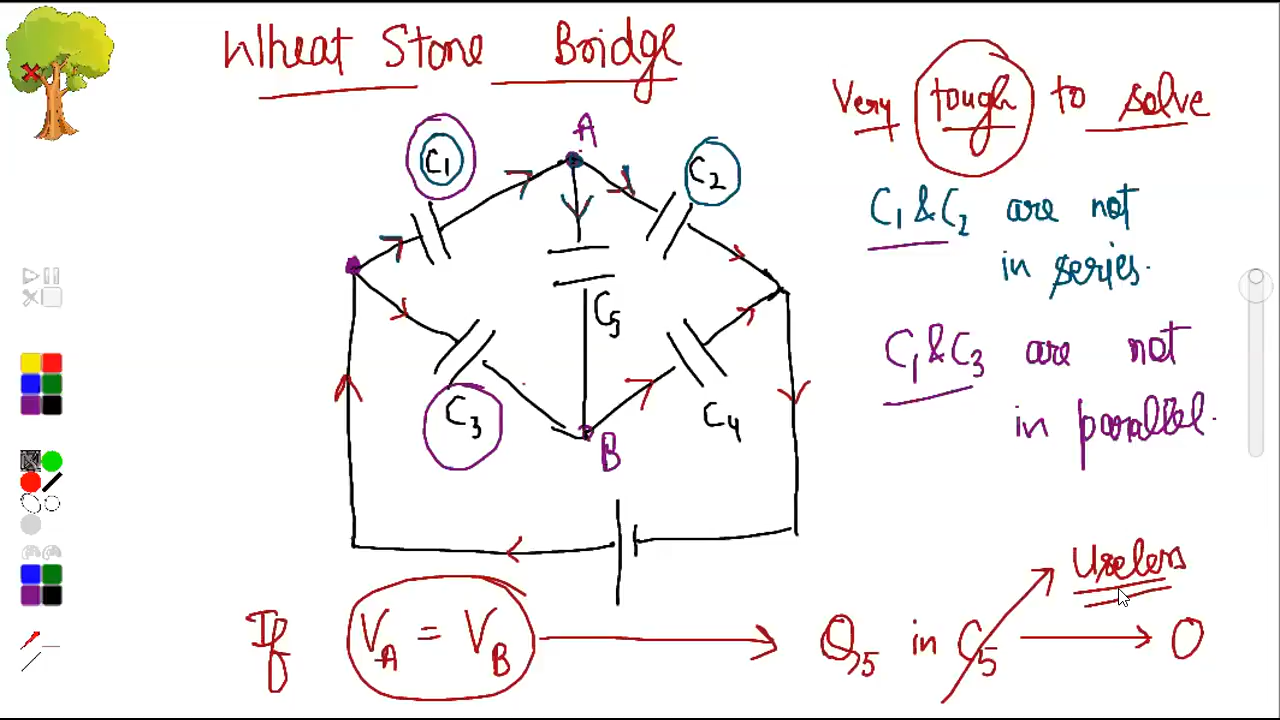 Wheat Stone Bridge
Very tough to solve
A
C1
C2
C1 & C2 are not
in series.
C5
C1 & C3 are not
in parallel.
C3
C4
B
Useless
If VA = VB → Q5 in C5 → 0